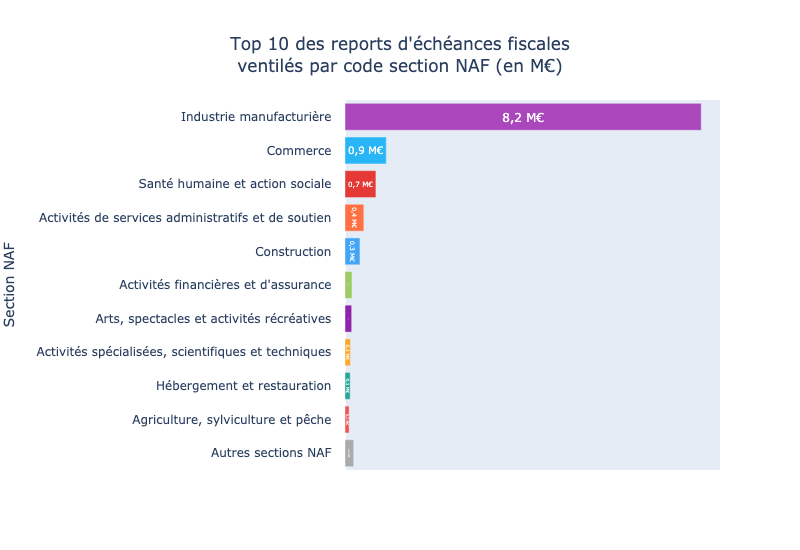 Top 10 des reports d'échéances fiscales
ventilés par code section NAF (en M€)
Section NAF
Industrie manufacturière
8,2 M€
Commerce
0,9 M€
Santé humaine et action sociale
0,7 M€
Activités de services administratifs et de soutien
0,4 M€
Construction
0,3 M€
Activités financières et d'assurance
Arts, spectacles et activités récréatives
Activités spécialisées, scientifiques et techniques
Hébergement et restauration
Agriculture, sylviculture et pêche
Autres sections NAF